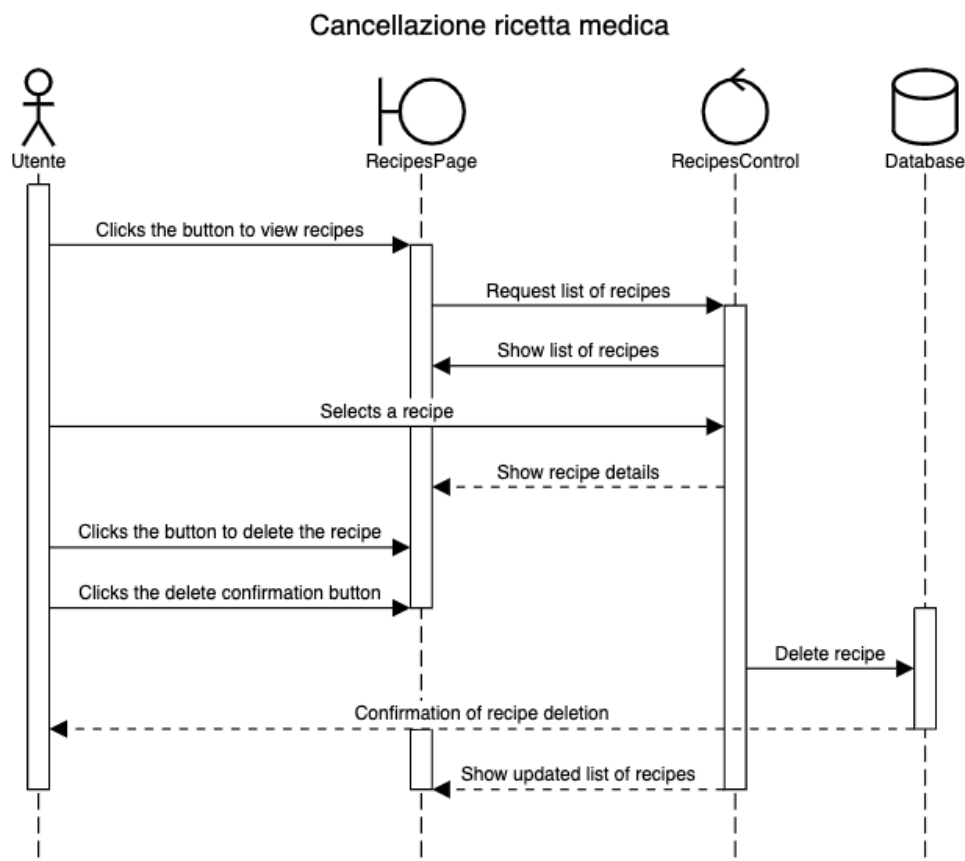 Cancellazione ricetta medica
Utente
RecipesPage
RecipesControl
Database
Clicks the button to view recipes
Request list of recipes
Show list of recipes
Selects a recipe
Show recipe details
Clicks the button to delete the recipe
Clicks the delete confirmation button
Delete recipe
Confirmation of recipe deletion
Show updated list of recipes